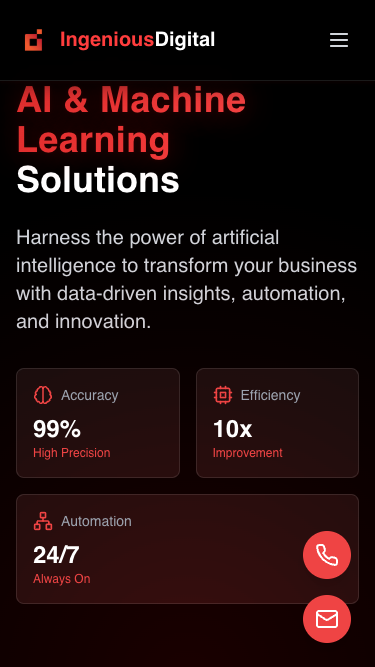 IngeniousDigital
AI & Machine
Learning
Solutions
Harness the power of artificial
intelligence to transform your business
with data-driven insights, automation,
and innovation.
Accuracy
99%
High Precision
Efficiency
10x
Improvement
Automation
24/7
Always On